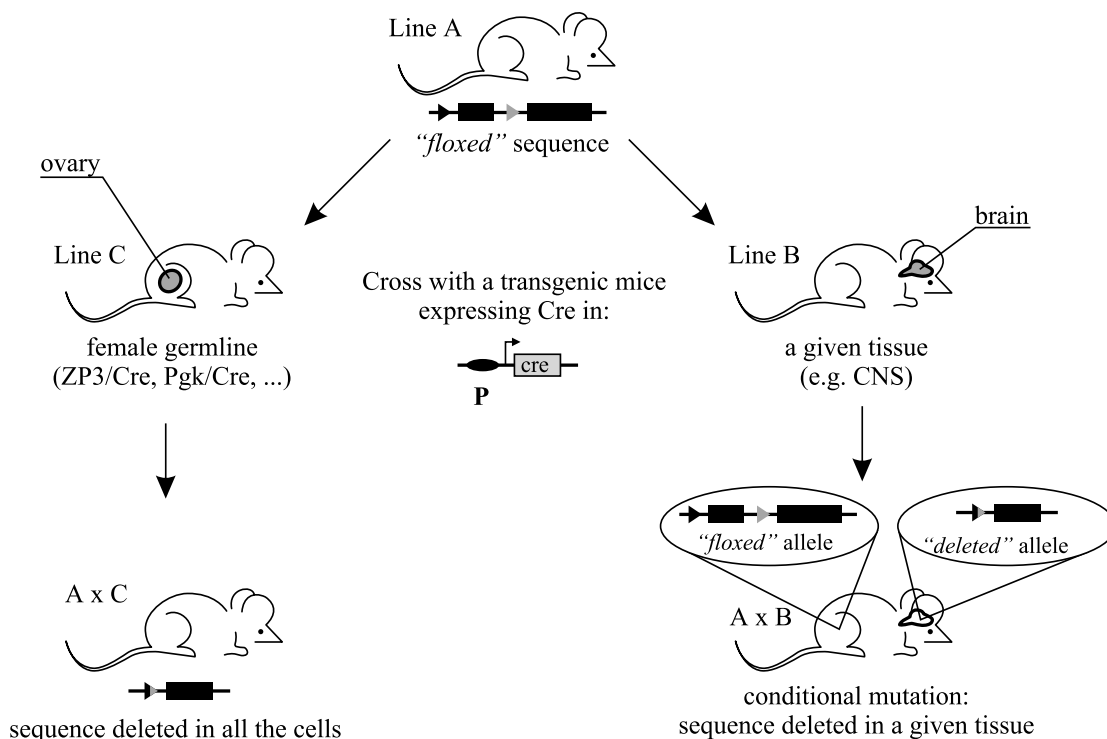 Line A
“floxed” sequence
ovary
brain
Line C
Line B
Cross with a transgenic mice
expressing Cre in:
cre
P
female germline
(ZP3/Cre, Pgk/Cre, ...)
a given tissue
(e.g. CNS)
“floxed” allele
“deleted” allele
A x C
A x B
sequence deleted in all the cells
conditional mutation:
sequence deleted in a given tissue